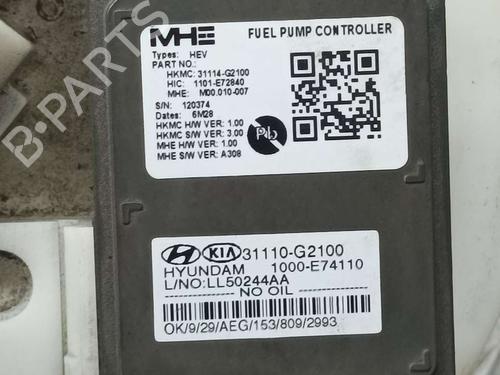 MHE FUEL PUMP CONTROLLER
Types: HEV
PART NO.:
HKMC: 31114-G2100
HIC: 1101-E72840
MHE: M00.010-007
S/N: 120374
Dates: 6M28
HKMC H/W VER: 1.00
HKMC S/W VER: 3.00
MHE H/W VER: 1.00
MHE S/W VER: A308
Pb
KIA 31110-G2100
HYUNDAM 1000-E74110
L/NO:LL50244AA
NO OIL
OK/9/29/AEG/153/809/2993